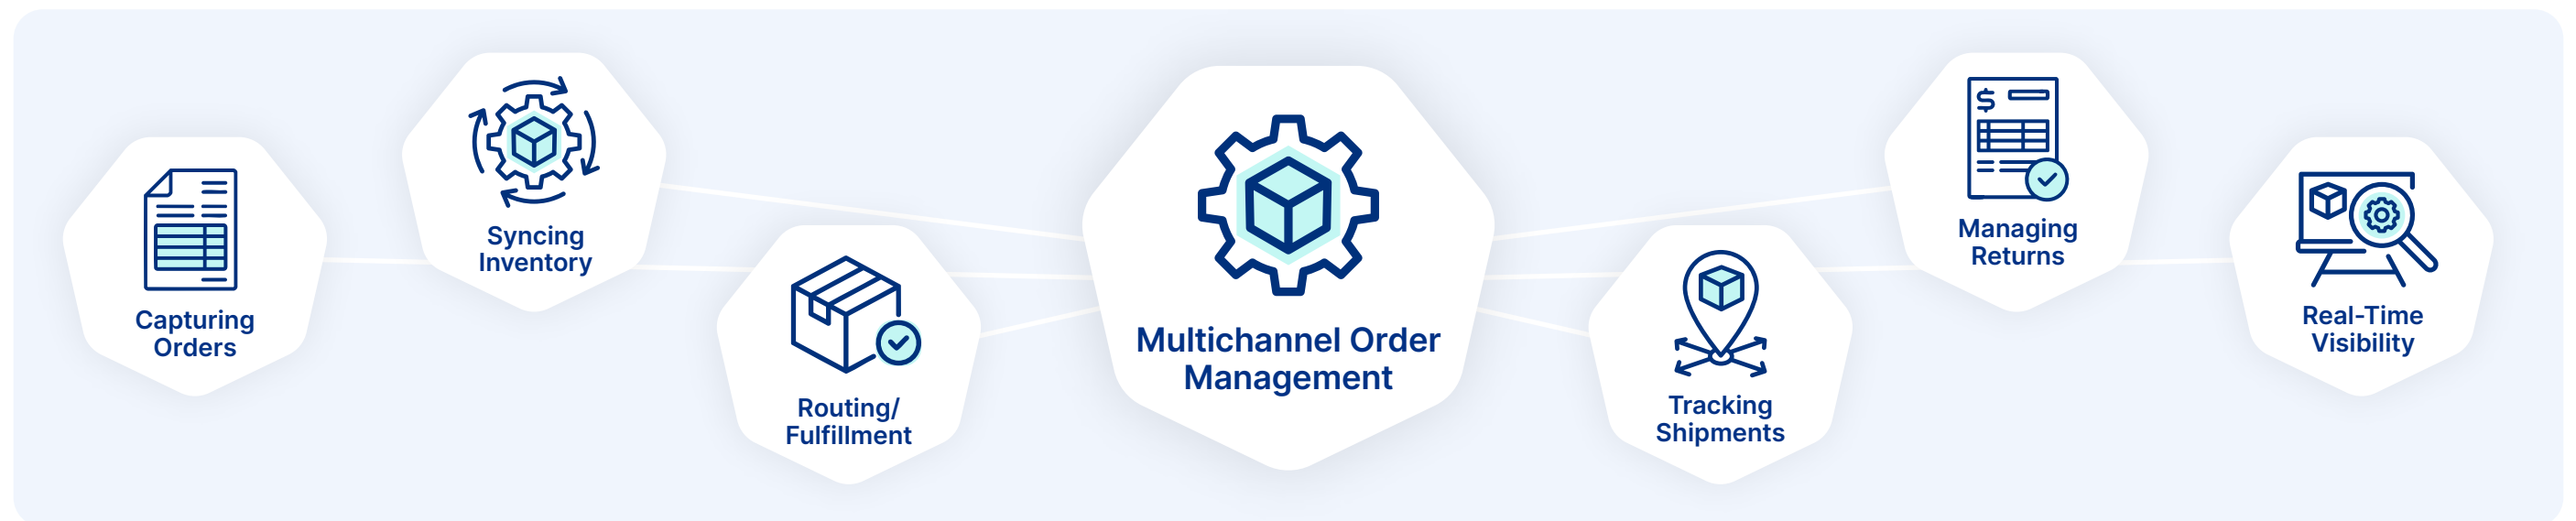 Capturing
Orders
Syncing
Inventory
Routing/
Fulfillment
Multichannel Order
Management
Tracking
Shipments
$
Managing
Returns
Real-Time
Visibility